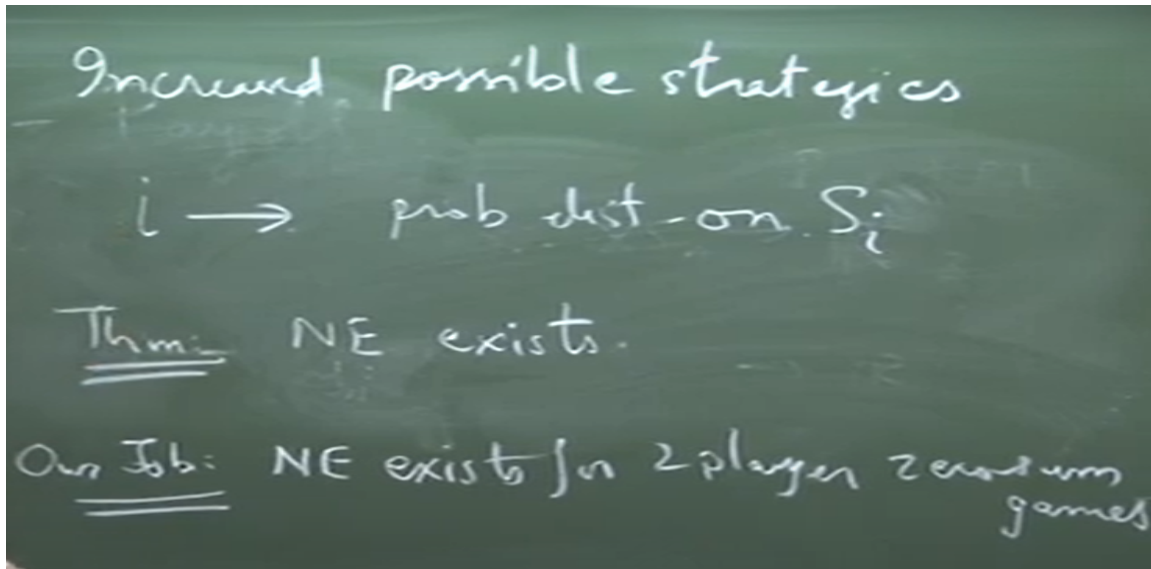 Increased possible strategies
i → prob dist on Si
Thm: NE exists.
Our Job: NE exists for 2 player zero sum
games